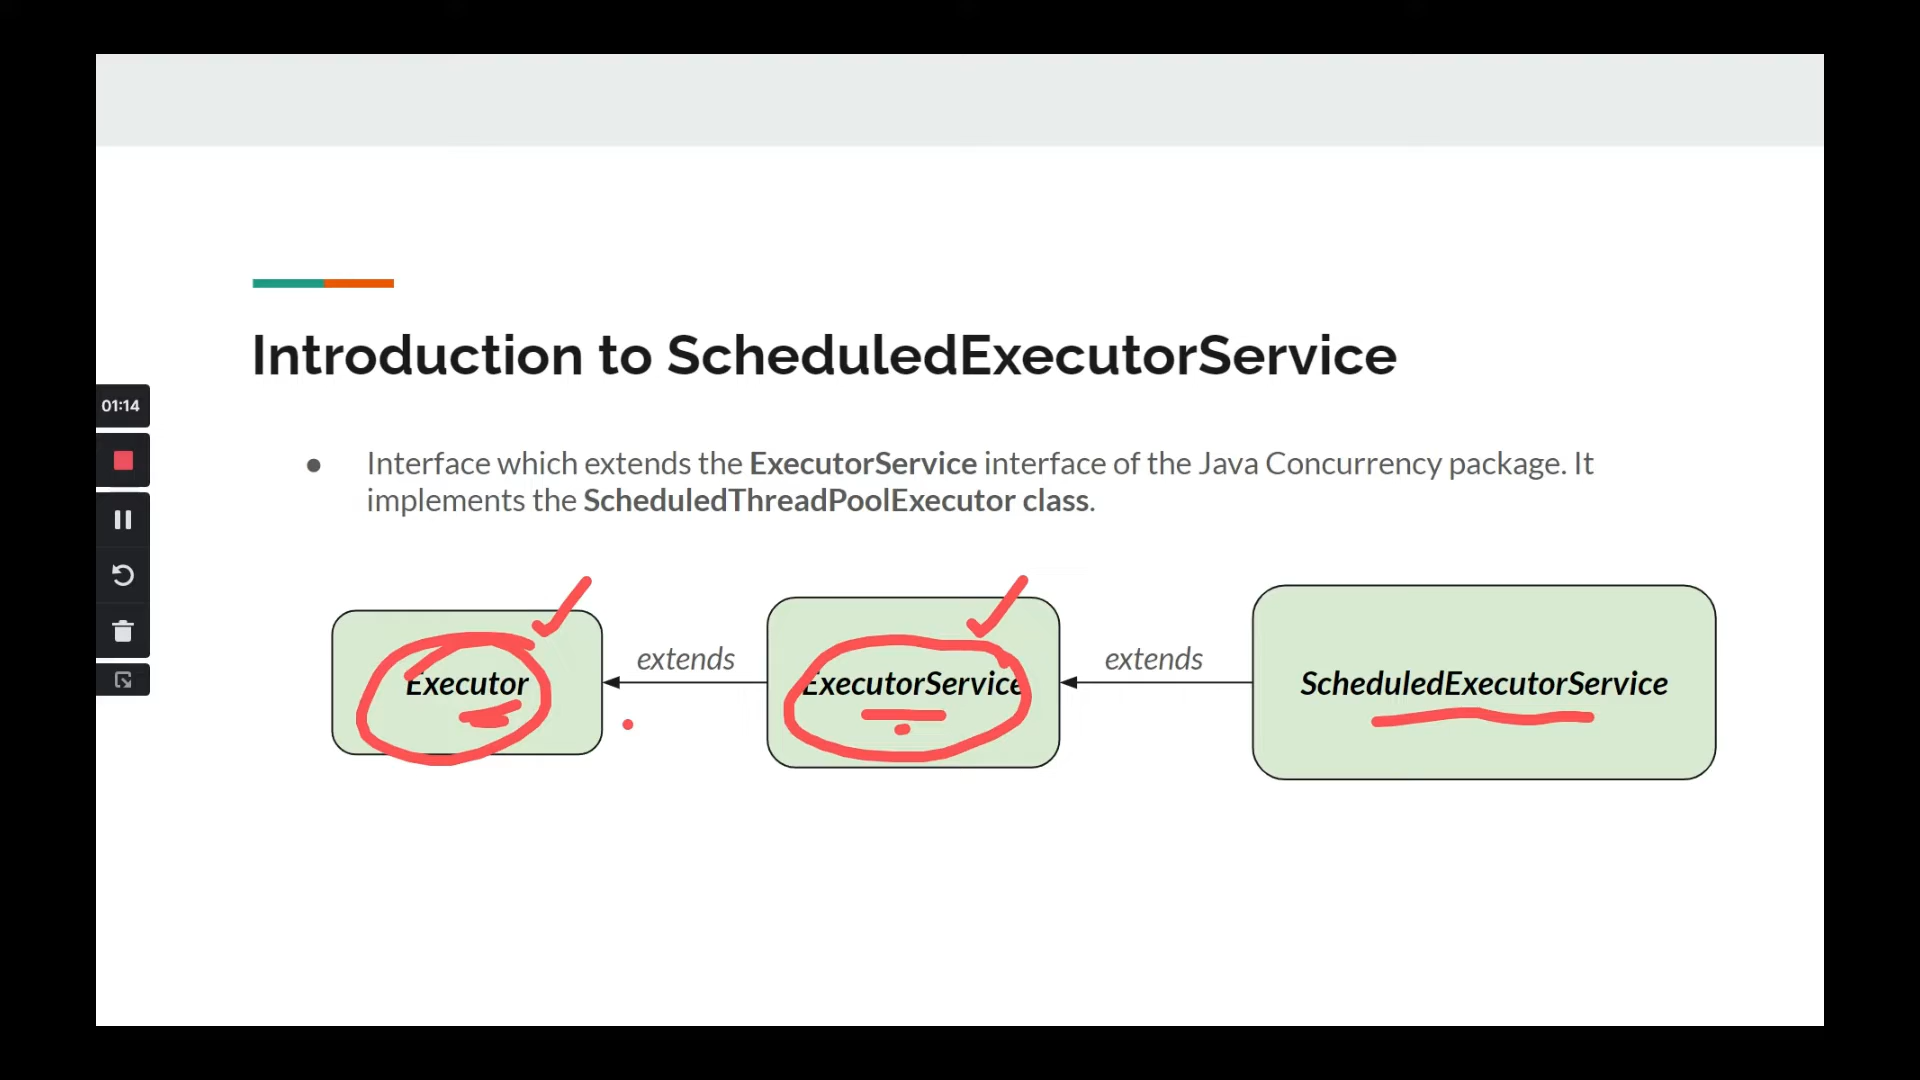 Introduction to ScheduledExecutorService
01:14
● Interface which extends the ExecutorService interface of the Java Concurrency package. It
implements the ScheduledThreadPoolExecutor class.
Executor
extends
ExecutorService
extends
ScheduledExecutorService